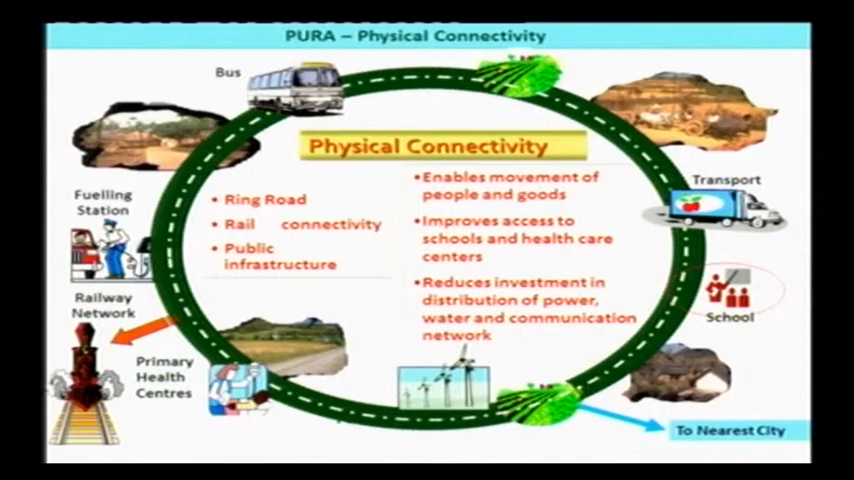 PURA – Physical Connectivity
Bus
Physical Connectivity
• Ring Road
• Rail connectivity
• Public
infrastructure
•Enables movement of
people and goods
•Improves access to
schools and health care
centers
•Reduces investment in
distribution of power,
water and communication
network
Transport
School
Fuelling
Station
Railway
Network
Primary
Health
Centres
To Nearest City